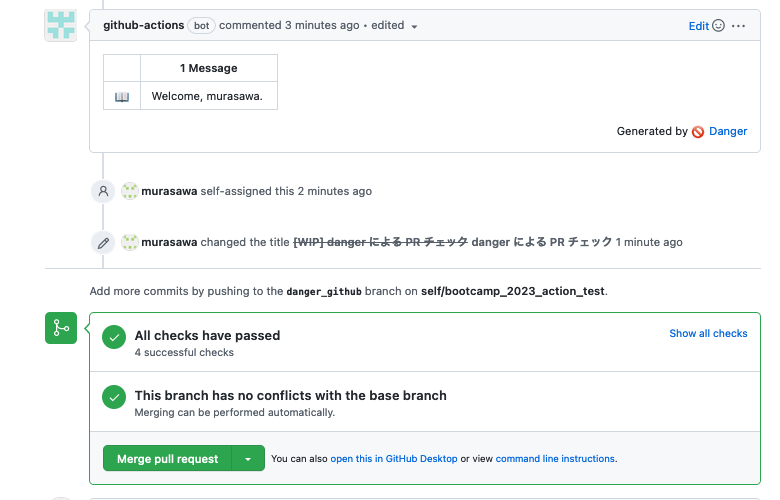 github-actions bot commented 3 minutes ago • edited Edit
1 Message
Welcome, murasawa.
Generated by 🚫 Danger
murasawa self-assigned this 2 minutes ago
murasawa changed the title [WIP] danger による PR チェック danger による PR チェック 1 minute ago
Add more commits by pushing to the danger_github branch on self/bootcamp_2023_action_test.
All checks have passed Show all checks
4 successful checks
This branch has no conflicts with the base branch
Merging can be performed automatically.
Merge pull request You can also open this in GitHub Desktop or view command line instructions.